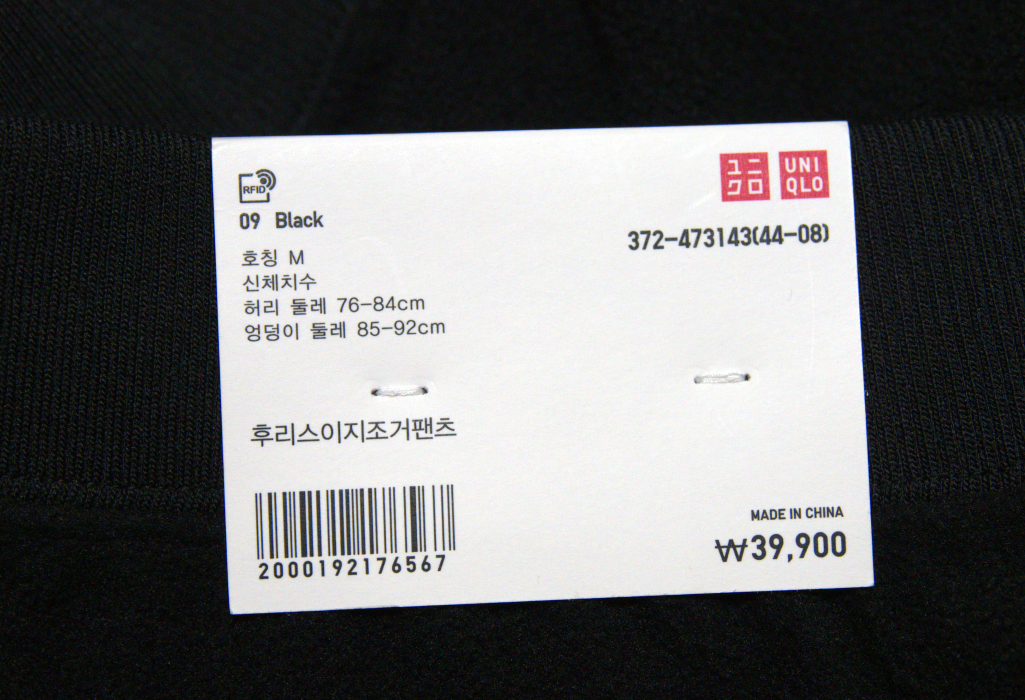 RFID
ユニ
クロ
UNI
QLO
09 Black
372-473143(44-08)
호칭 M
신체치수
허리 둘레 76-84cm
엉덩이 둘레 85-92cm
후리스이지조거팬츠
2000192176567
MADE IN CHINA
₩39,900